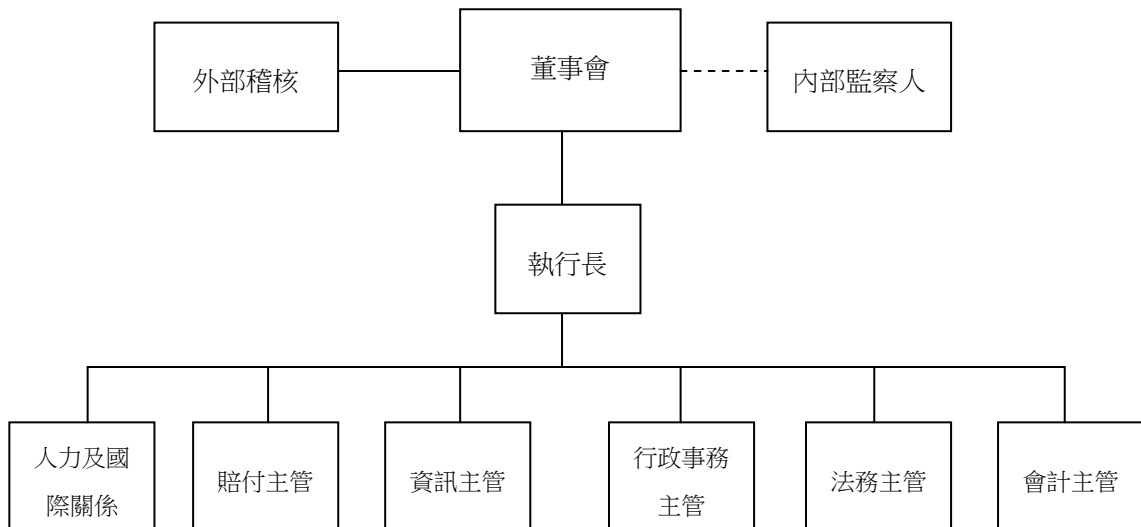 外部稽核
董事會
內部監察人
執行長
人力及國
際關係
賠付主管
資訊主管
行政事務
主管
法務主管
會計主管